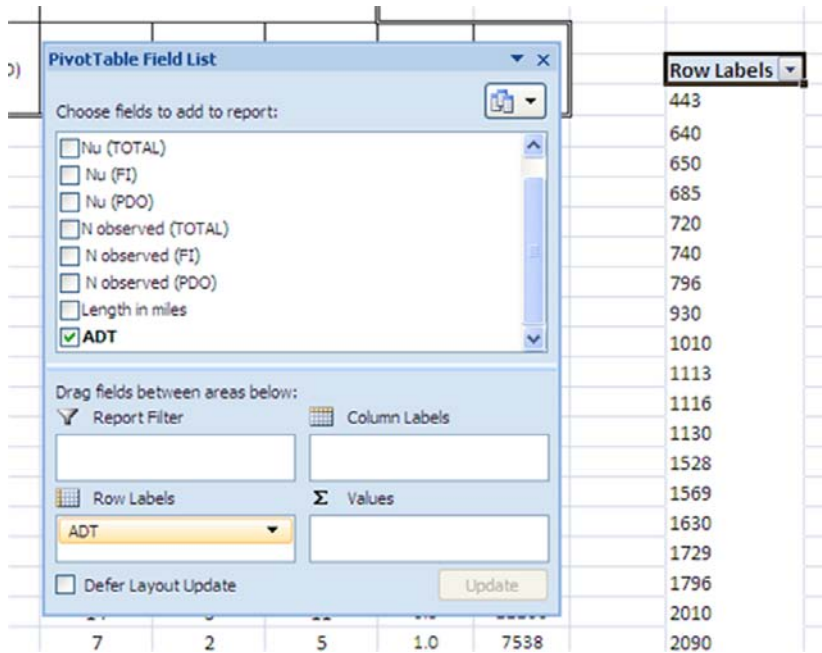 PivotTable Field List
Choose fields to add to report:
Nu (TOTAL)
Nu (FI)
Nu (PDO)
N observed (TOTAL)
N observed (FI)
N observed (PDO)
Length in miles
ADT
Drag fields between areas below:
Report Filter
Column Labels
Row Labels
Σ Values
ADT
Defer Layout Update
Update
7 2 5 1.0 7538
Row Labels
443
640
650
685
720
740
796
930
1010
1113
1116
1130
1528
1569
1630
1729
1796
2010
2090